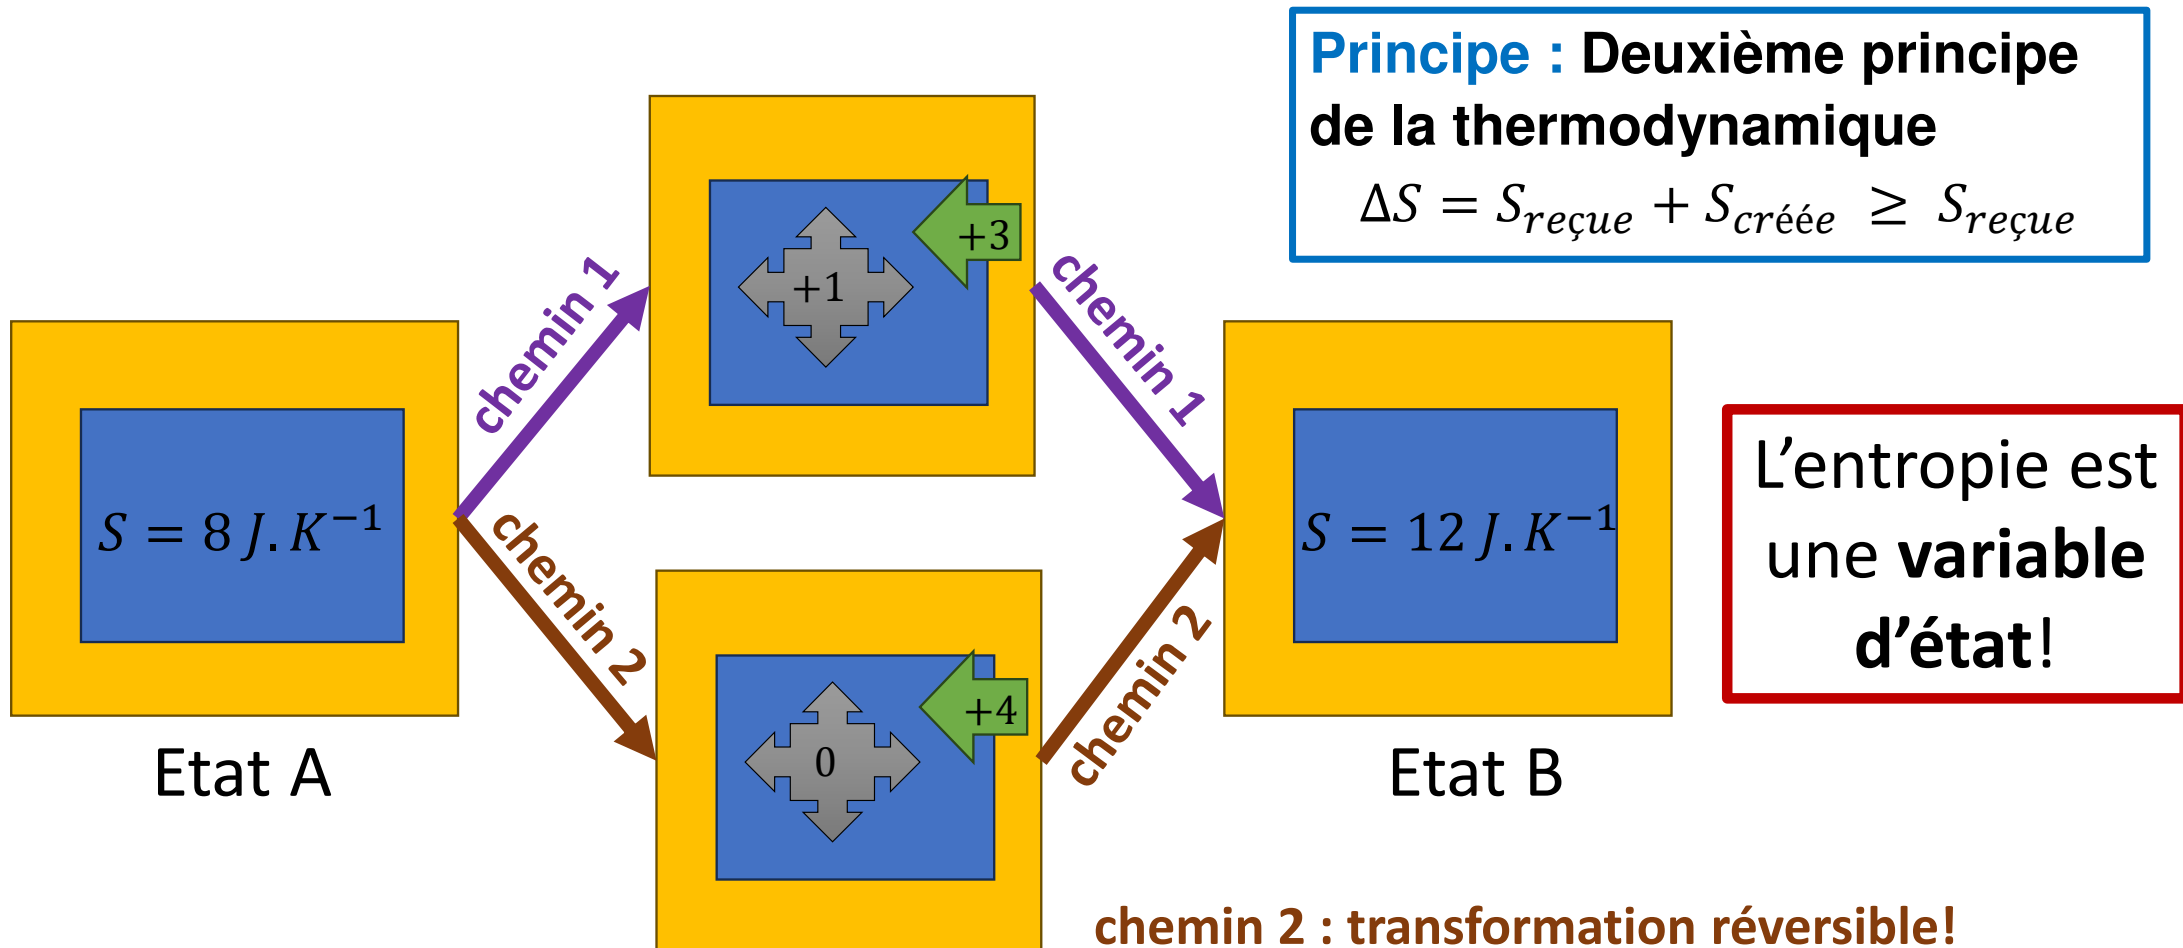 Principe : Deuxième principe
de la thermodynamique
ΔS = S_reçue + S_créée ≥ S_reçue
+3
+1
chemin 1
chemin 1
S = 8 J.K⁻¹
S = 12 J.K⁻¹
L’entropie est
une variable
d’état!
chemin 2
chemin 2
+4
0
Etat A
Etat B
chemin 2 : transformation réversible!